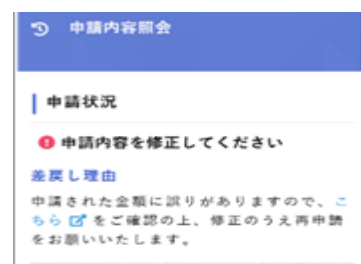 申請内容照会
申請状況
申請内容を修正してください
差戻し理由
申請された金額に誤りがありますので、こ
ちら をご確認の上、修正のうえ再申請
をお願いいたします。